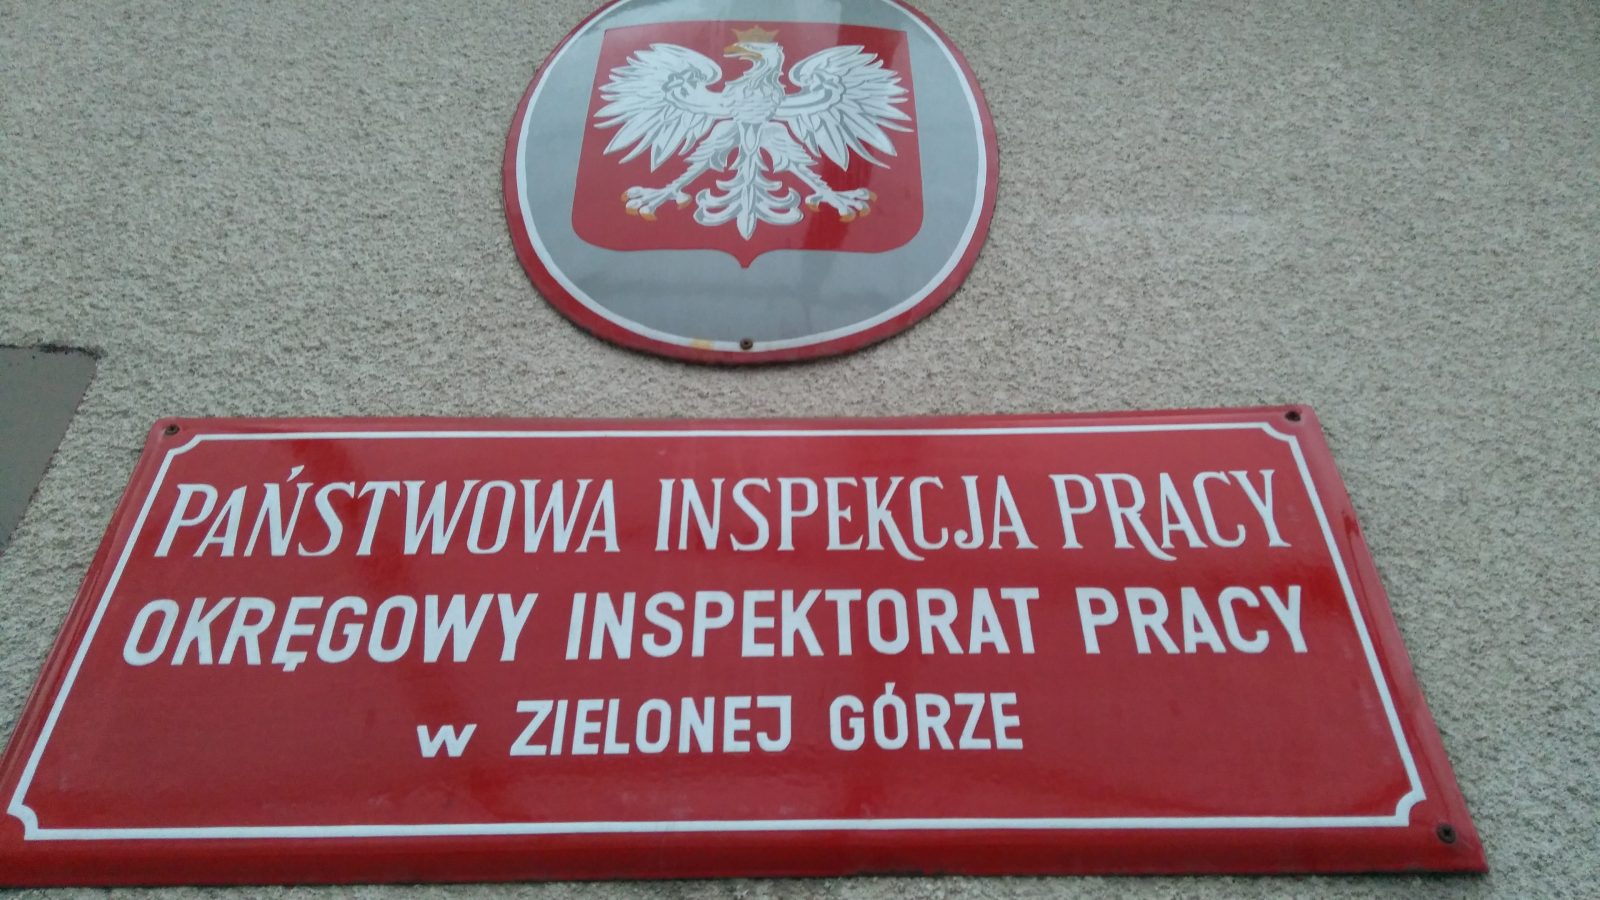 PAŃSTWOWA INSPEKCJA PRACY
OKRĘGOWY INSPEKTORAT PRACY
w ZIELONEJ GÓRZE